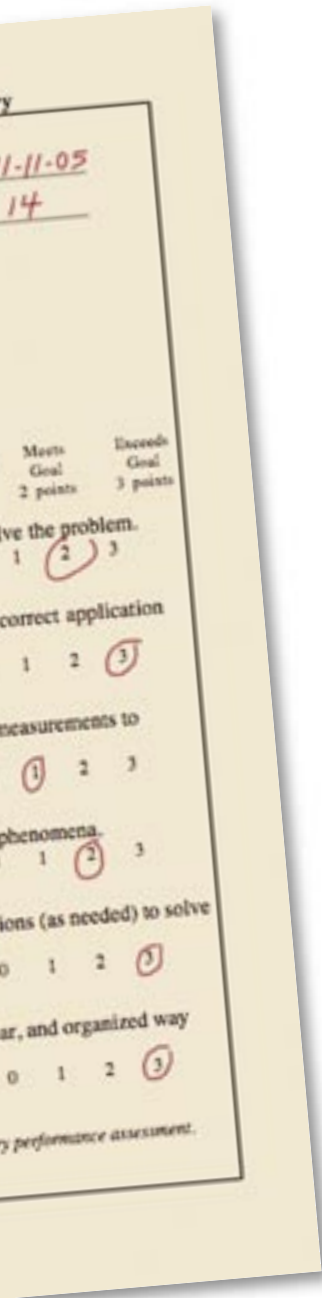 y
11-11-05
14
Meets Exceeds
Goal Goal
2 points 3 points
lve the problem.
1 2 3
correct application
1 2 3
measurements to
1 2 3
phenomena.
1 2 3
ions (as needed) to solve
0 1 2 3
ar, and organized way
0 1 2 3
y performance assessment.